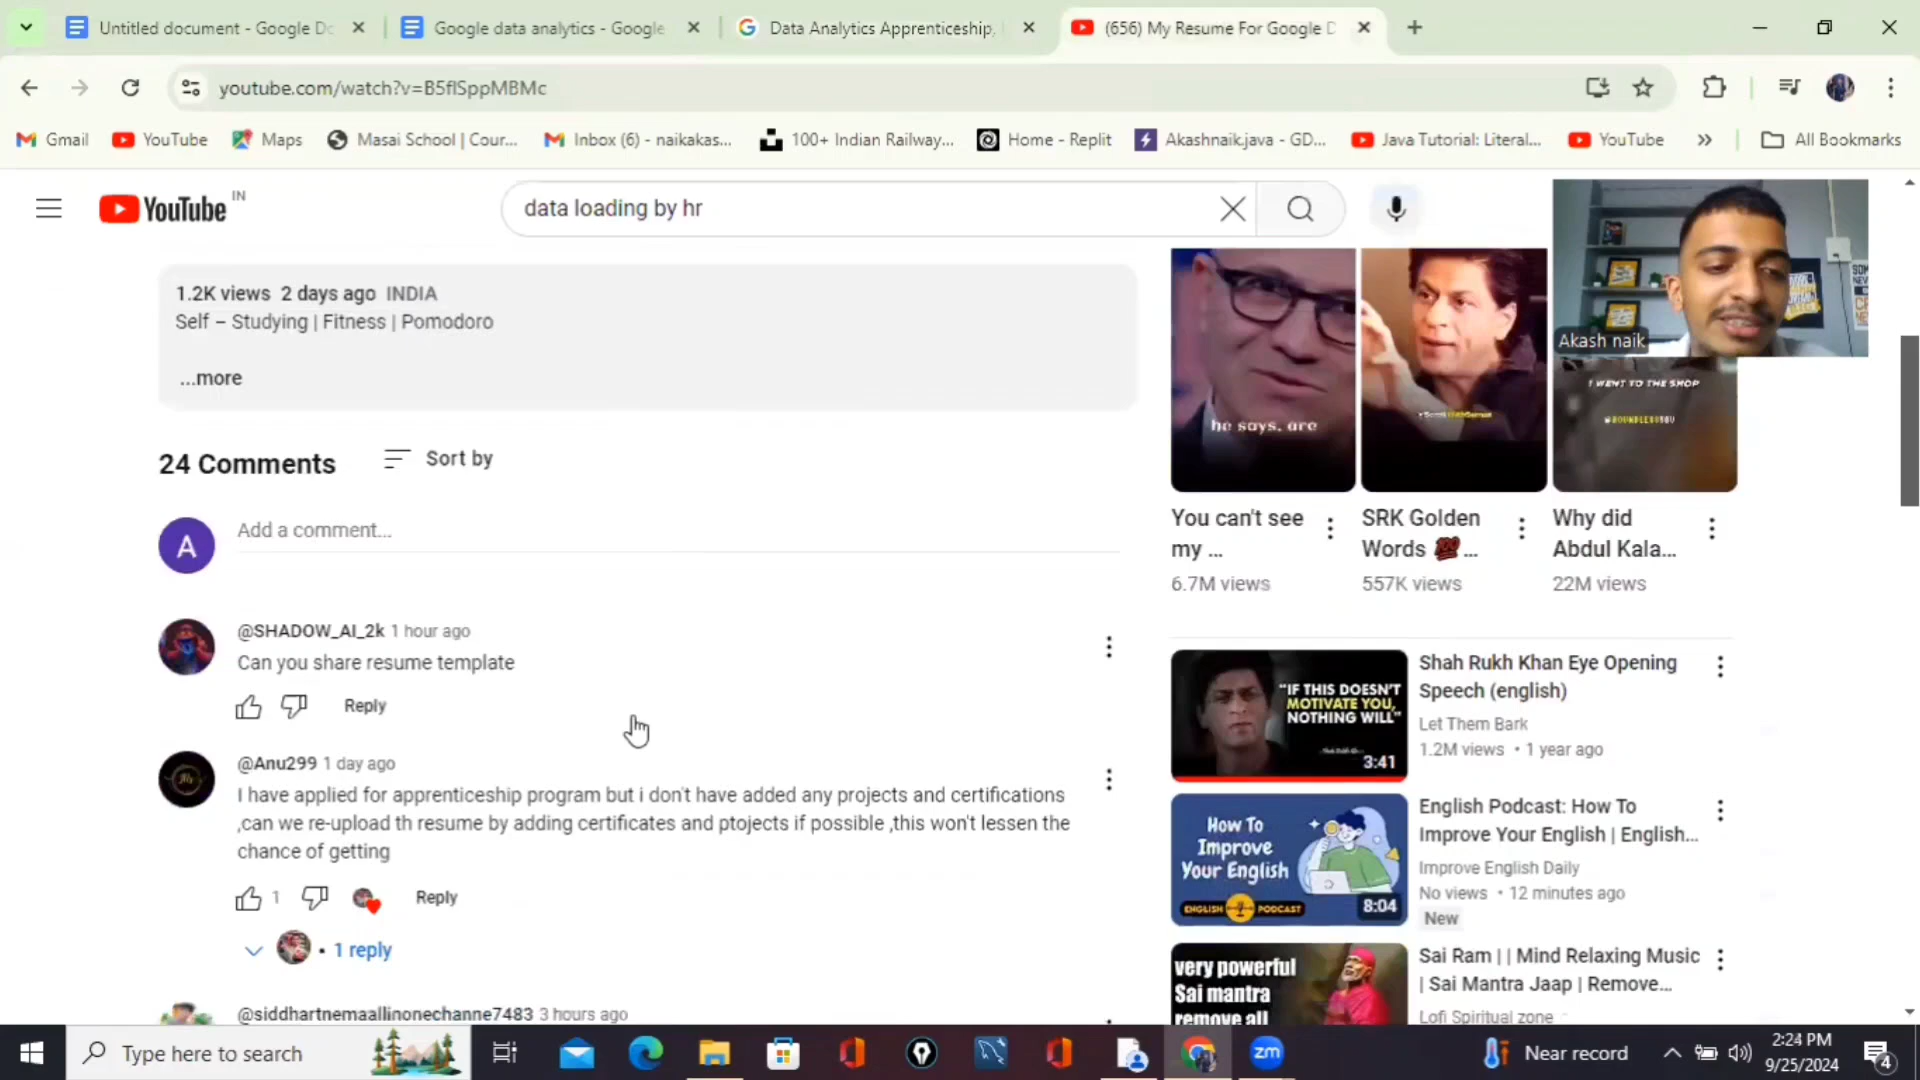 Untitled document - Google Do
Google data analytics - Google
Data Analytics Apprenticeship,
(656) My Resume For Google D
youtube.com/watch?v=B5flSppMBMc
Gmail
YouTube
Maps
Masai School | Cour...
Inbox (6) - naikakas...
100+ Indian Railway...
Home - Replit
Akashnaik.java - GD...
Java Tutorial: Literal...
YouTube
All Bookmarks
YouTube IN
data loading by hr
1.2K views 2 days ago INDIA
Self – Studying | Fitness | Pomodoro
...more
24 Comments
Sort by
A
Add a comment...
@SHADOW_AI_2k 1 hour ago
Can you share resume template
Reply
@Anu299 1 day ago
I have applied for apprenticeship program but i don't have added any projects and certifications
,can we re-upload th resume by adding certificates and ptojects if possible ,this won't lessen the
chance of getting
1
Reply
1 reply
@siddhartnemaallinonechanne7483 3 hours ago
Akash naik
he says, are
I WENT TO THE SHOP
You can't see
my ...
6.7M views
SRK Golden
Words 💯 ...
557K views
Why did
Abdul Kala...
22M views
"IF THIS DOESN'T
MOTIVATE YOU,
NOTHING WILL"
3:41
Shah Rukh Khan Eye Opening
Speech (english)
Let Them Bark
1.2M views • 1 year ago
How To
Improve
Your English
ENGLISH PODCAST
8:04
English Podcast: How To
Improve Your English | English...
Improve English Daily
No views • 12 minutes ago
New
very powerful
Sai mantra
remove all
Sai Ram | | Mind Relaxing Music
| Sai Mantra Jaap | Remove...
Lofi Spiritual zone
Type here to search
zm
Near record
2:24 PM
9/25/2024
4